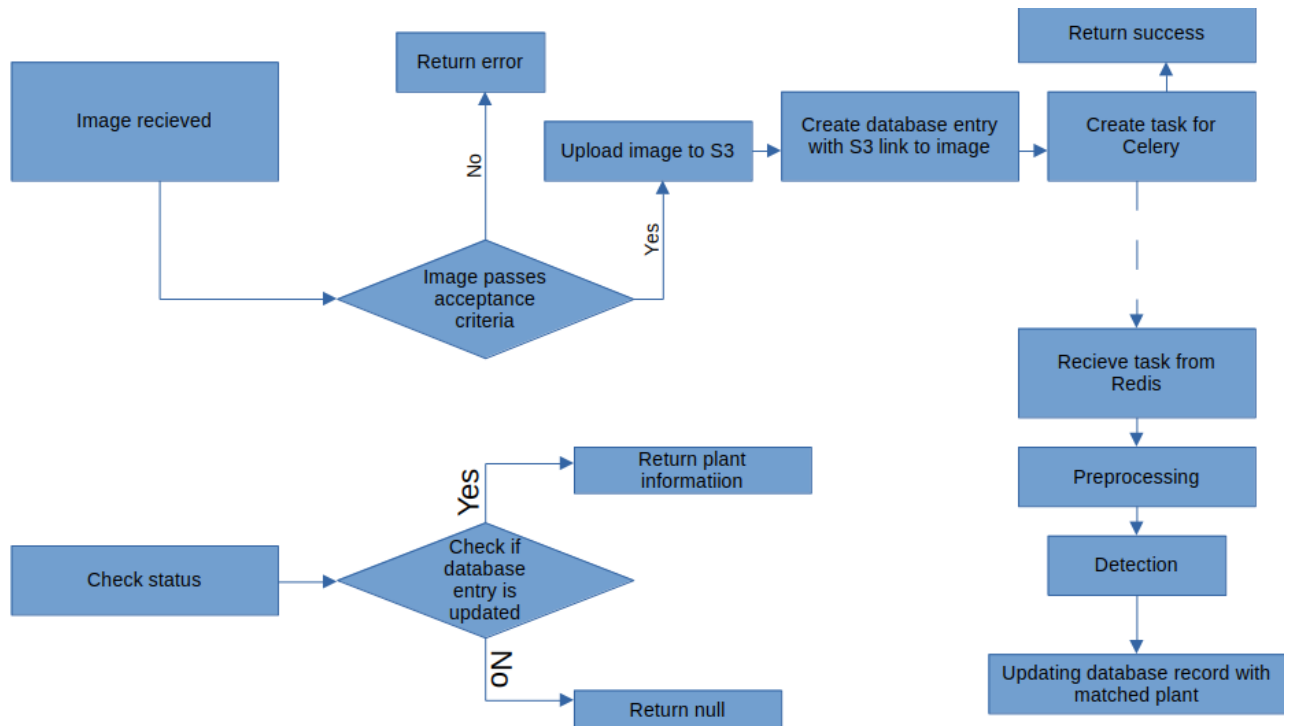 Return success
Return error
Image recieved
Upload image to S3
Create database entry
with S3 link to image
Create task for
Celery
No
Yes
Image passes
acceptance
criteria
Recieve task from
Redis
Preprocessing
Detection
Updating database record with
matched plant
Yes
Return plant
informatiion
Check status
Check if
database
entry is
updated
No
Return null